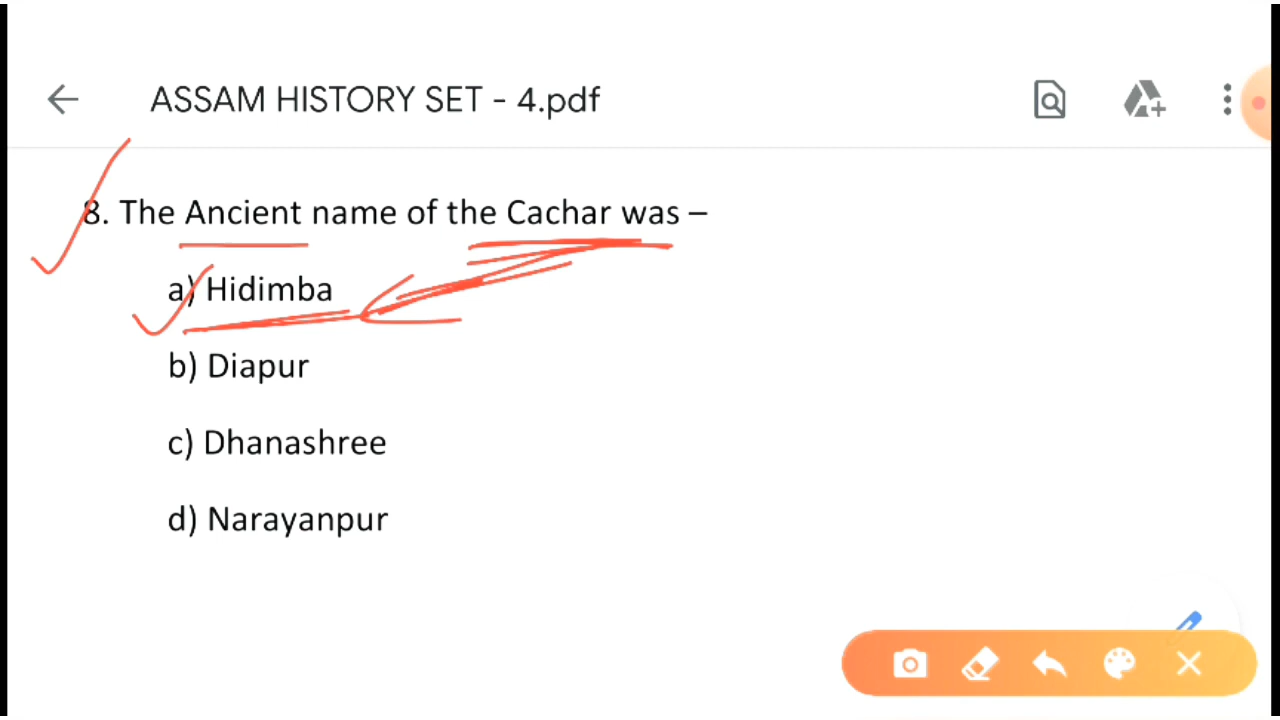 ASSAM HISTORY SET - 4.pdf
8. The Ancient name of the Cachar was –
a) Hidimba
b) Diapur
c) Dhanashree
d) Narayanpur